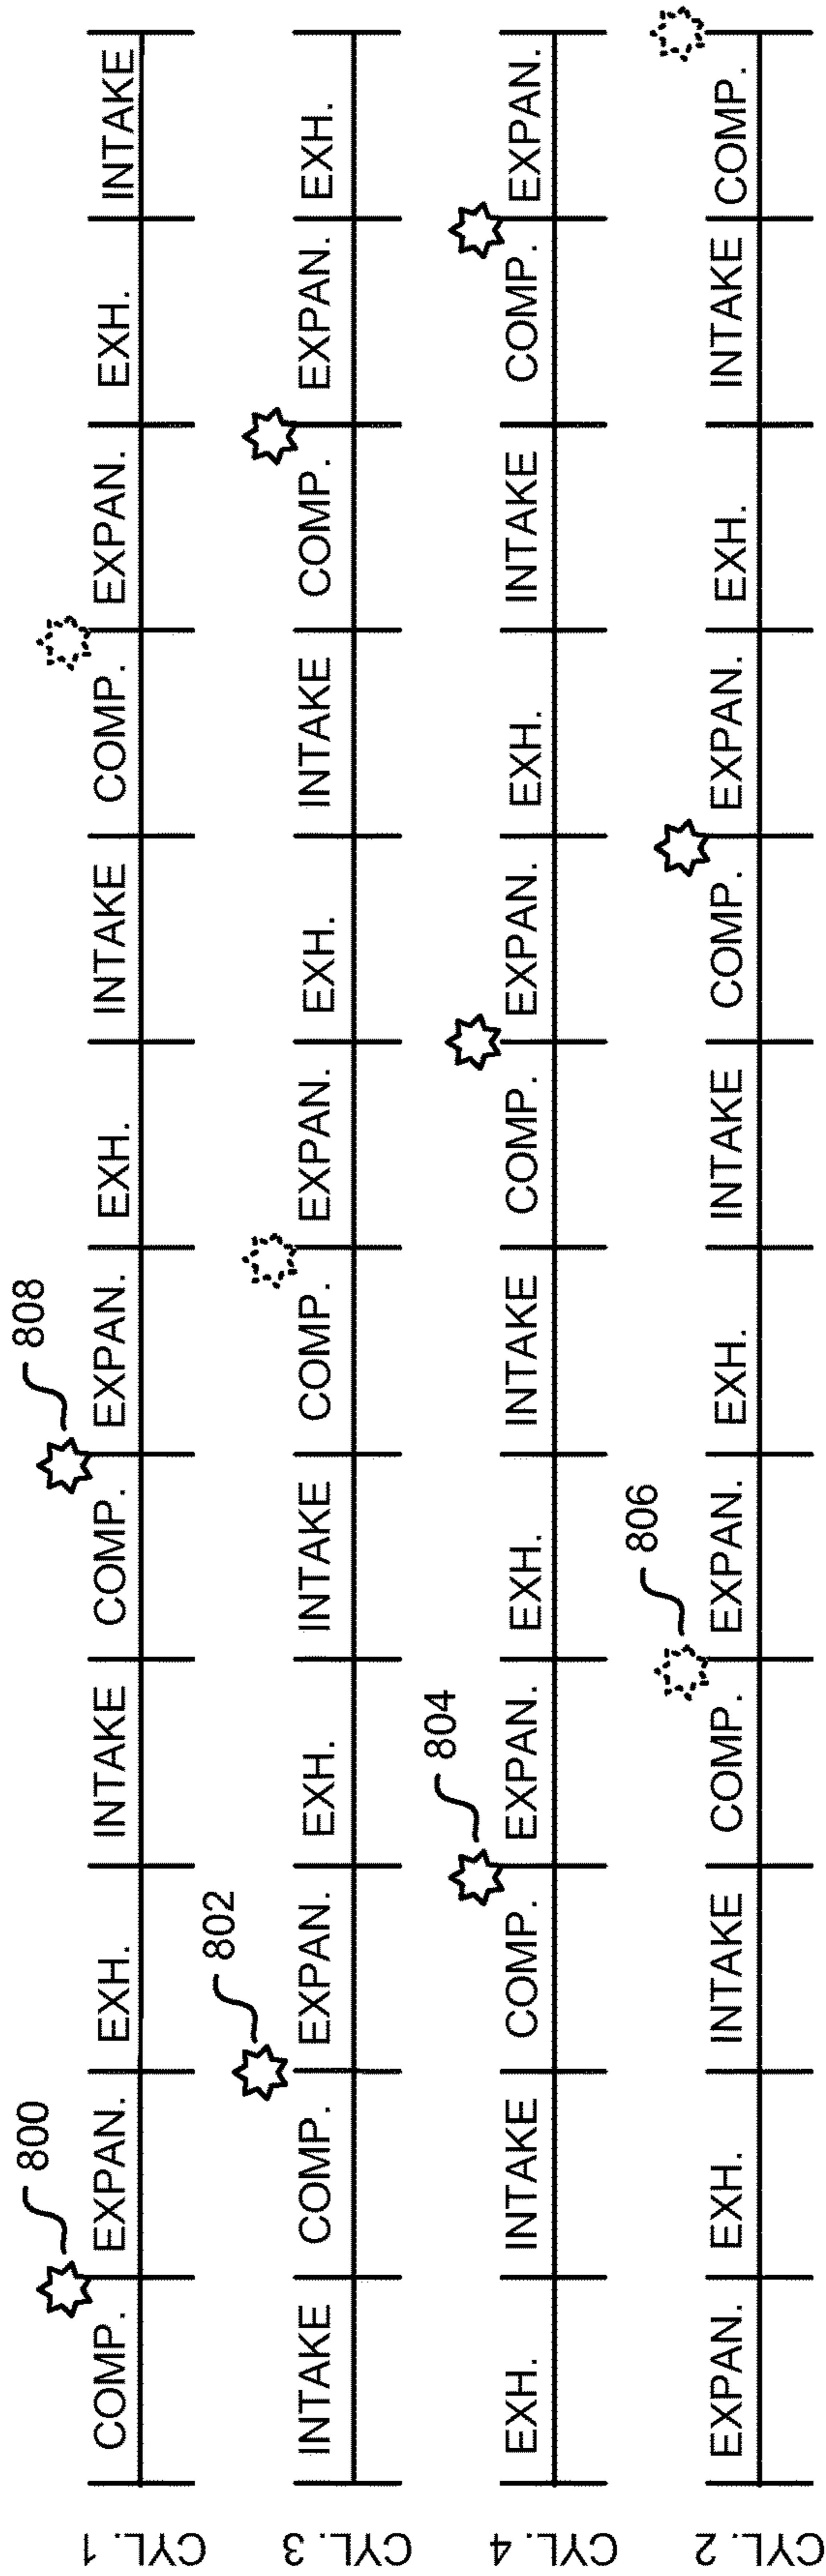 800 808
CYL. 1 COMP. EXPAN. EXH. INTAKE COMP. EXPAN. EXH. INTAKE COMP. EXPAN. EXH. INTAKE
802
CYL. 3 INTAKE COMP. EXPAN. EXH. INTAKE COMP. EXPAN. EXH. INTAKE COMP. EXPAN. EXH.
804
CYL. 4 EXH. INTAKE COMP. EXPAN. EXH. INTAKE COMP. EXPAN. EXH. INTAKE COMP. EXPAN.
806
CYL. 2 EXPAN. EXH. INTAKE COMP. EXPAN. EXH. INTAKE COMP. EXPAN. EXH. INTAKE COMP.